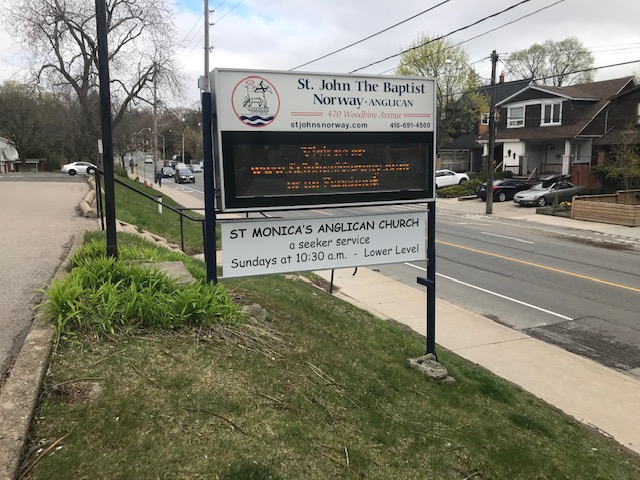 St. John The Baptist
Norway • ANGLICAN
470 Woodbine Avenue
stjohnsnorway.com 416-691-4560
ST MONICA'S ANGLICAN CHURCH
a seeker service
Sundays at 10:30 a.m. - Lower Level